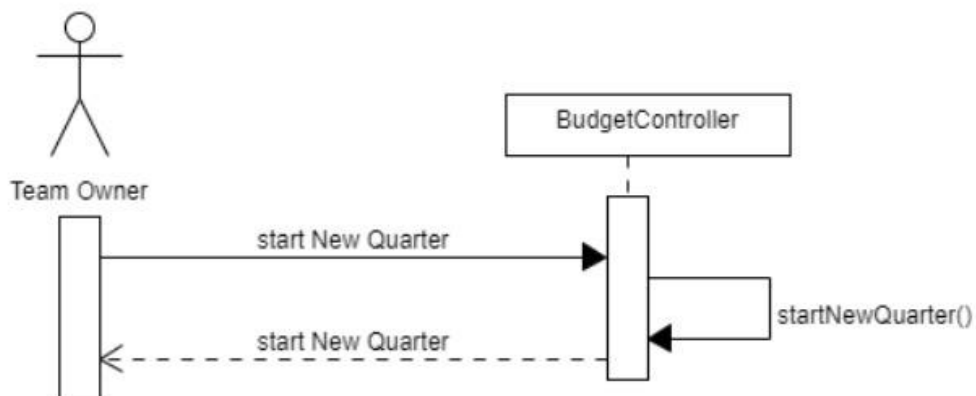 BudgetController
Team Owner
start New Quarter
startNewQuarter()
start New Quarter